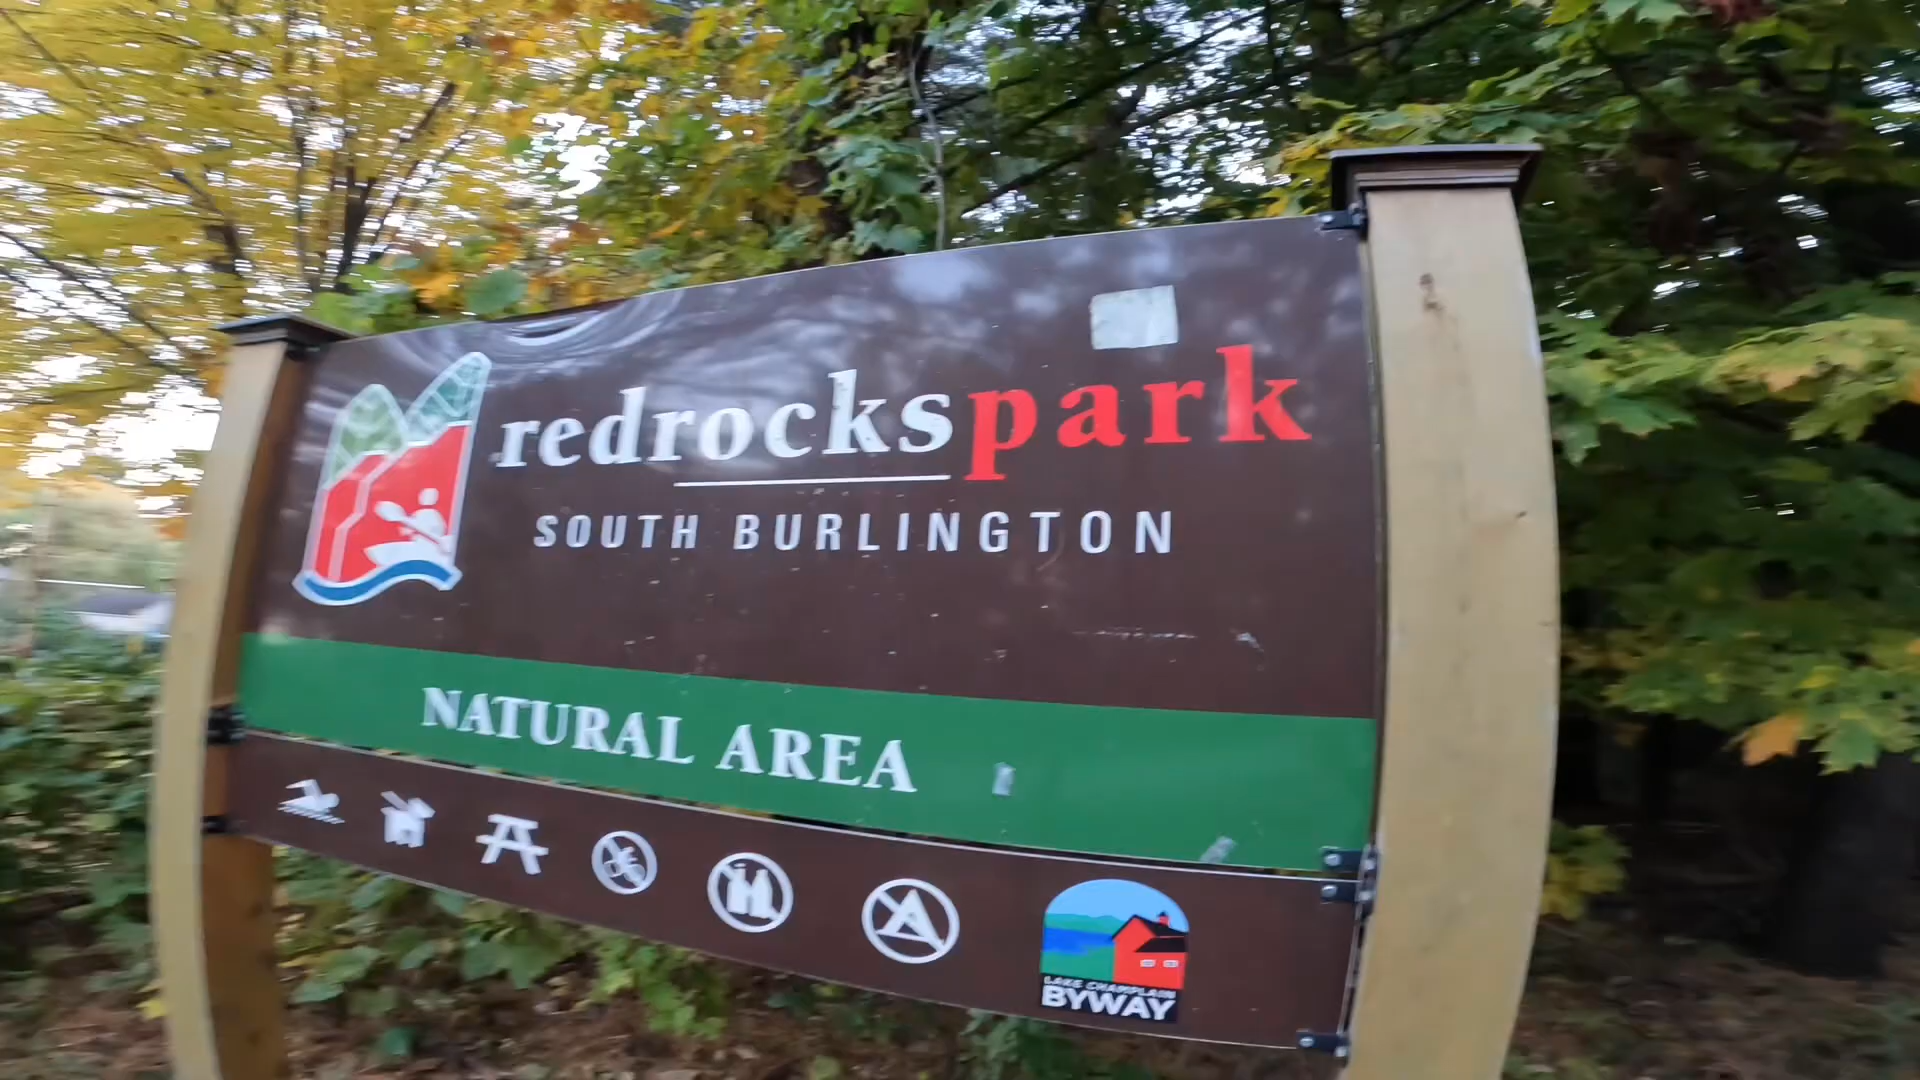 redrockspark
SOUTH BURLINGTON
NATURAL AREA
LAKE CHAMPLAIN
BYWAY